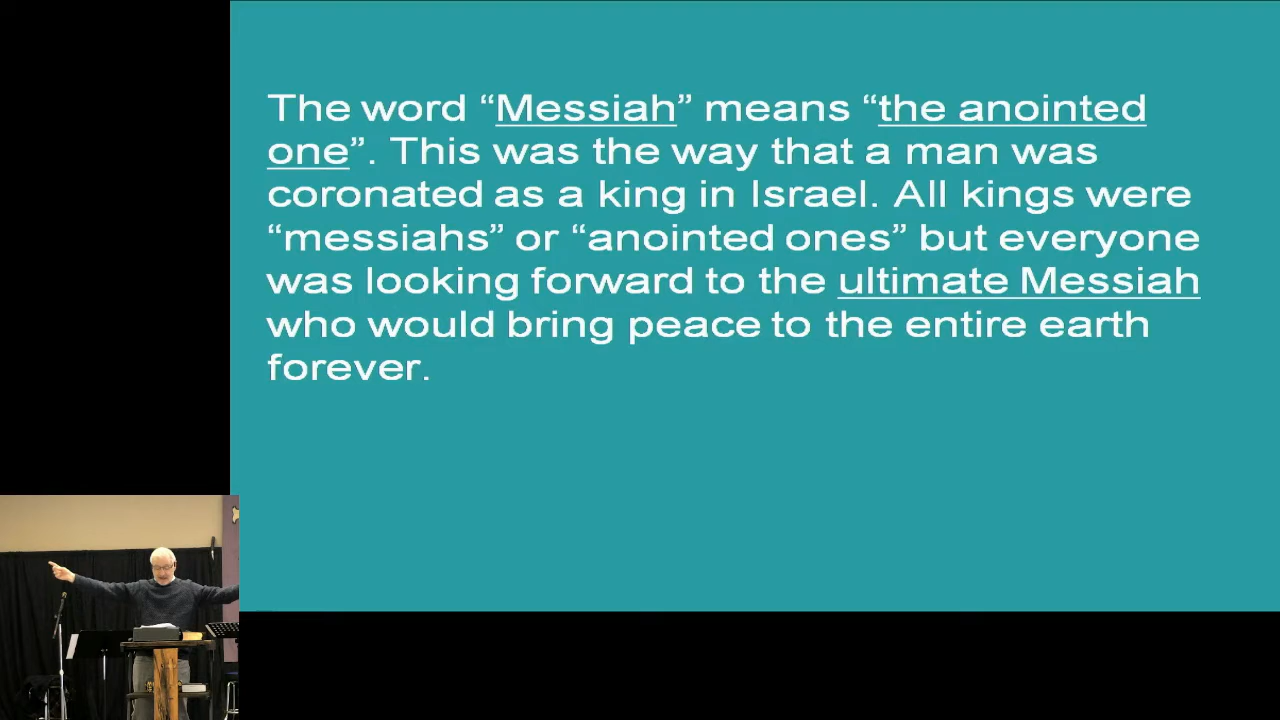 The word “Messiah” means “the anointed
one”. This was the way that a man was
coronated as a king in Israel. All kings were
“messiahs” or “anointed ones” but everyone
was looking forward to the ultimate Messiah
who would bring peace to the entire earth
forever.